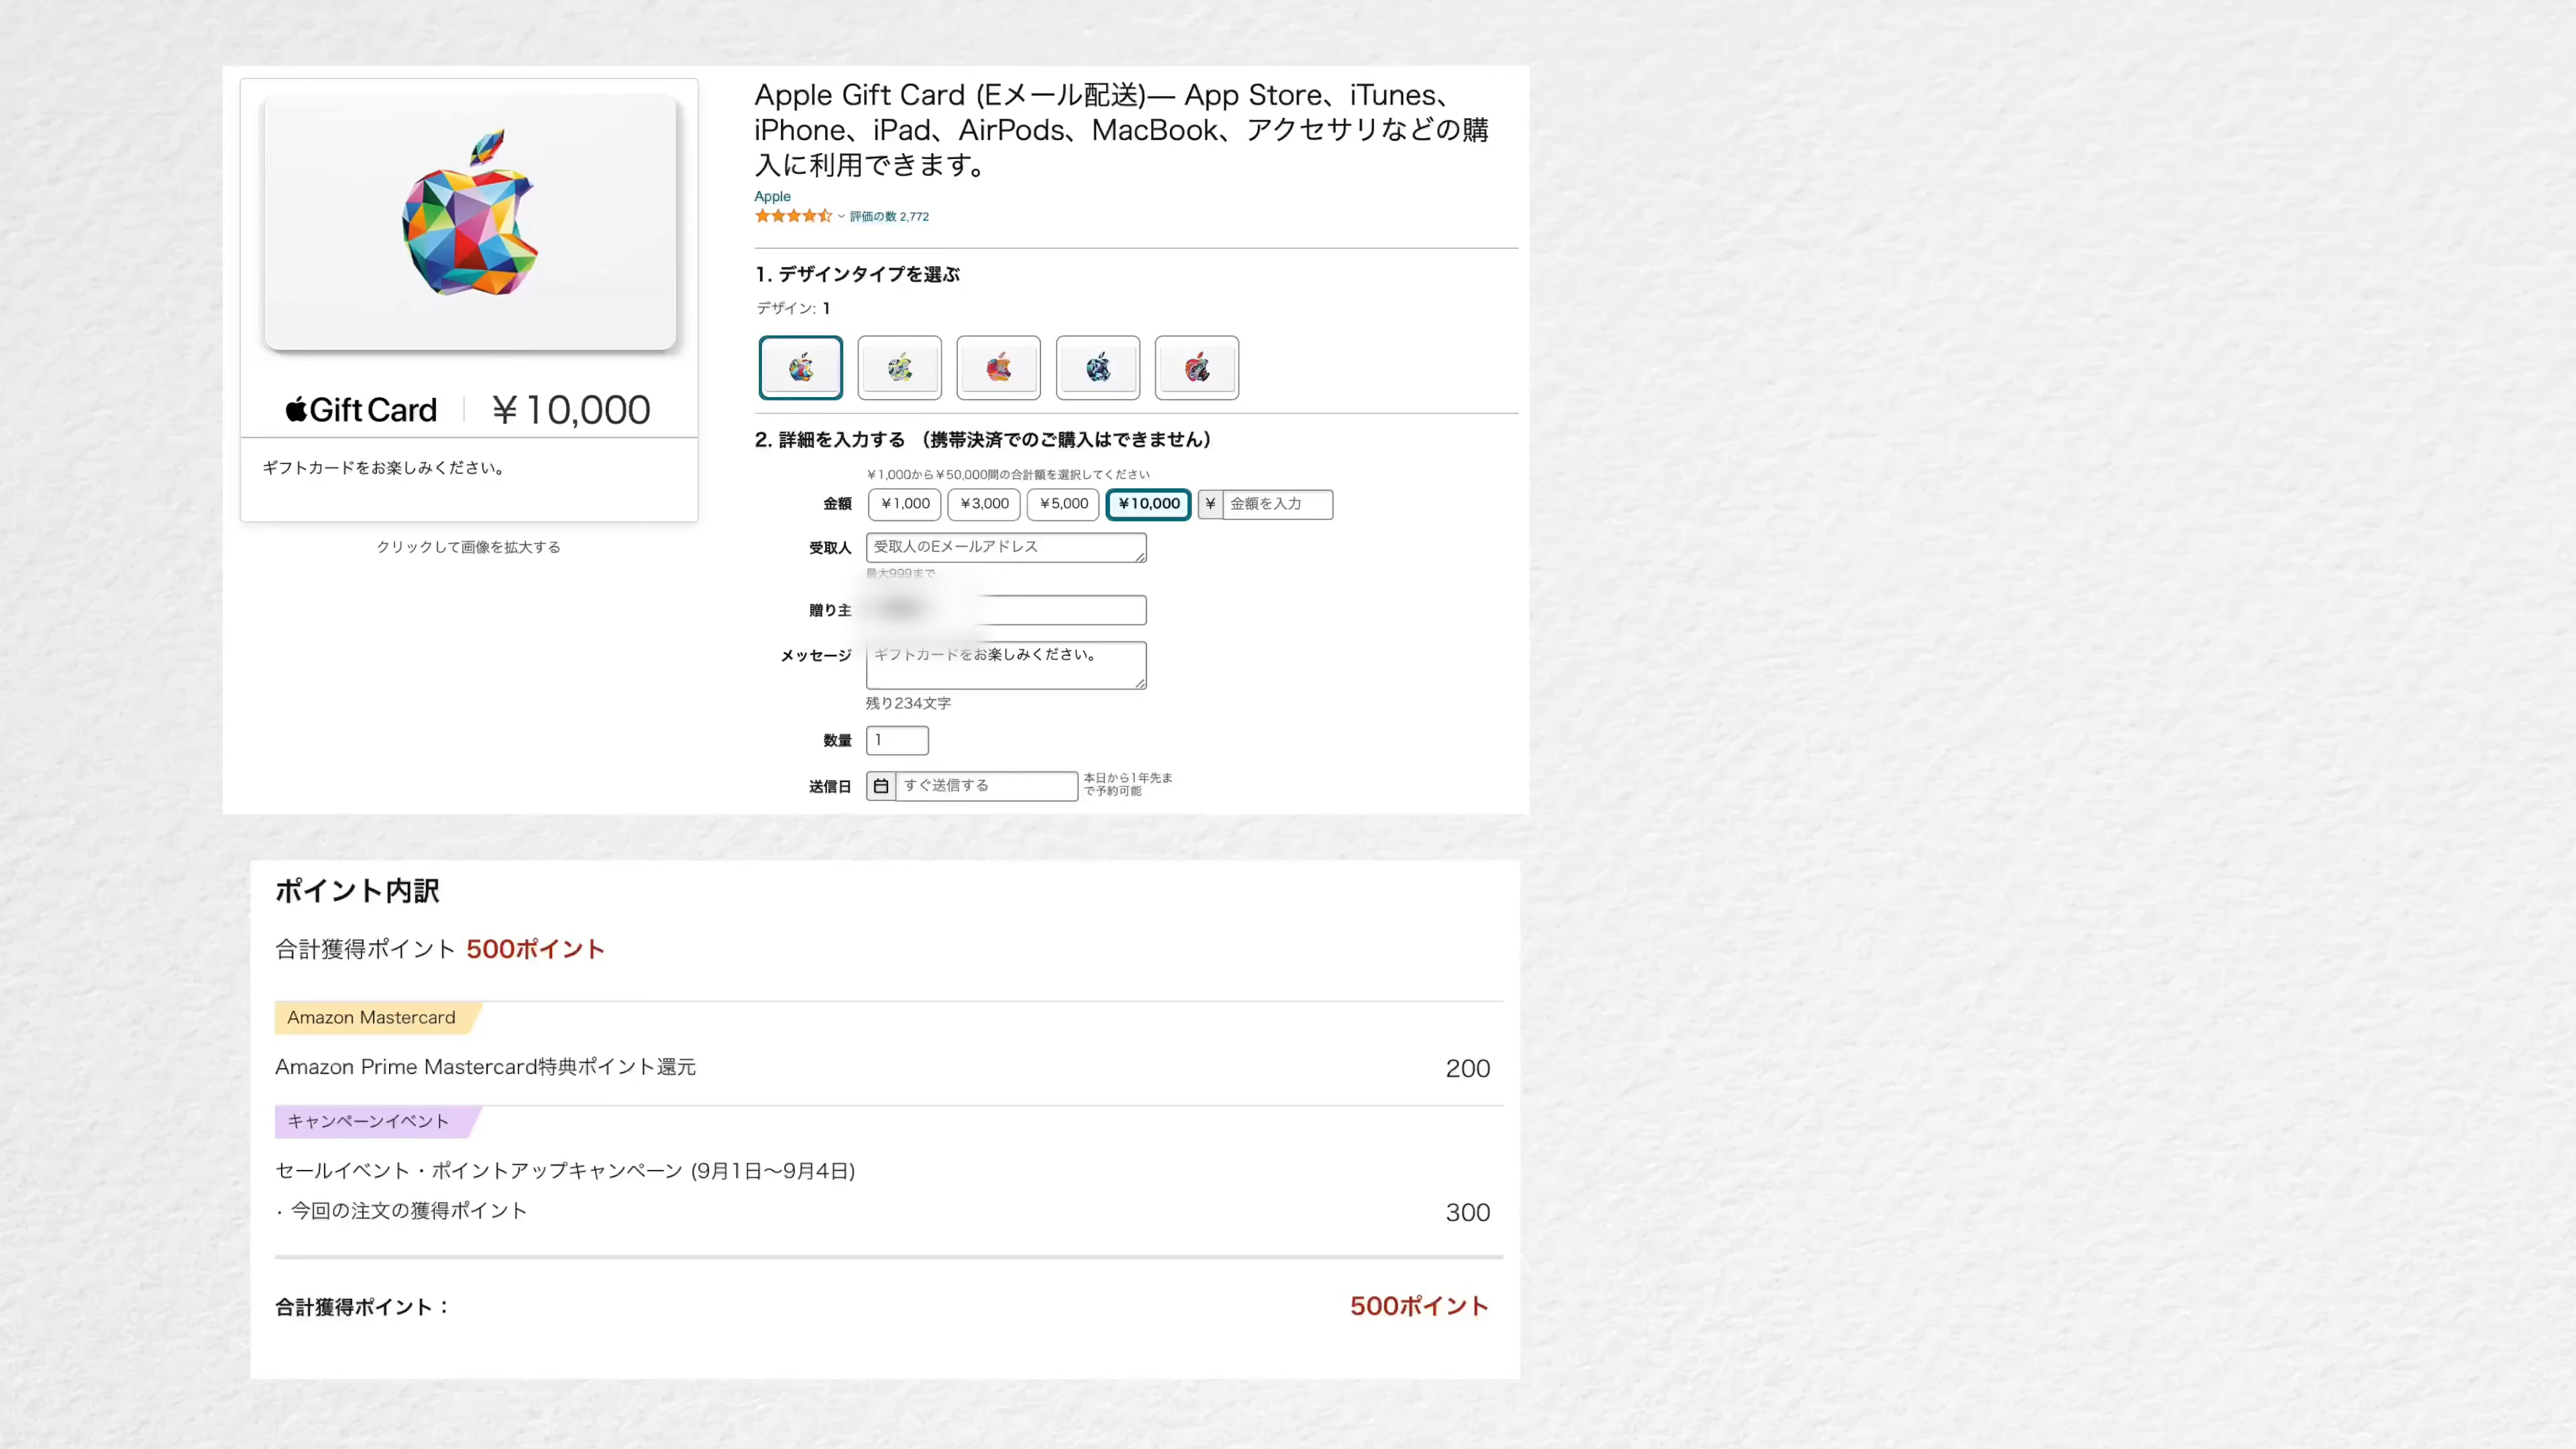 Gift Card ¥10,000
ギフトカードをお楽しみください。
クリックして画像を拡大する
Apple Gift Card (Eメール配送)— App Store、iTunes、
iPhone、iPad、AirPods、MacBook、アクセサリなどの購
入に利用できます。
Apple
評価の数 2,772
1. デザインタイプを選ぶ
デザイン: 1
2. 詳細を入力する （携帯決済でのご購入はできません）
¥1,000から¥50,000間の合計額を選択してください
金額 ¥1,000 ¥3,000 ¥5,000 ¥10,000 ¥ 金額を入力
受取人 受取人のEメールアドレス
最大999まで
贈り主
メッセージ ギフトカードをお楽しみください。
残り234文字
数量 1
送信日 すぐ送信する 本日から1年先ま
で予約可能
ポイント内訳
合計獲得ポイント 500ポイント
Amazon Mastercard
Amazon Prime Mastercard特典ポイント還元 200
キャンペーンイベント
セールイベント・ポイントアップキャンペーン (9月1日〜9月4日)
・今回の注文の獲得ポイント 300
合計獲得ポイント： 500ポイント